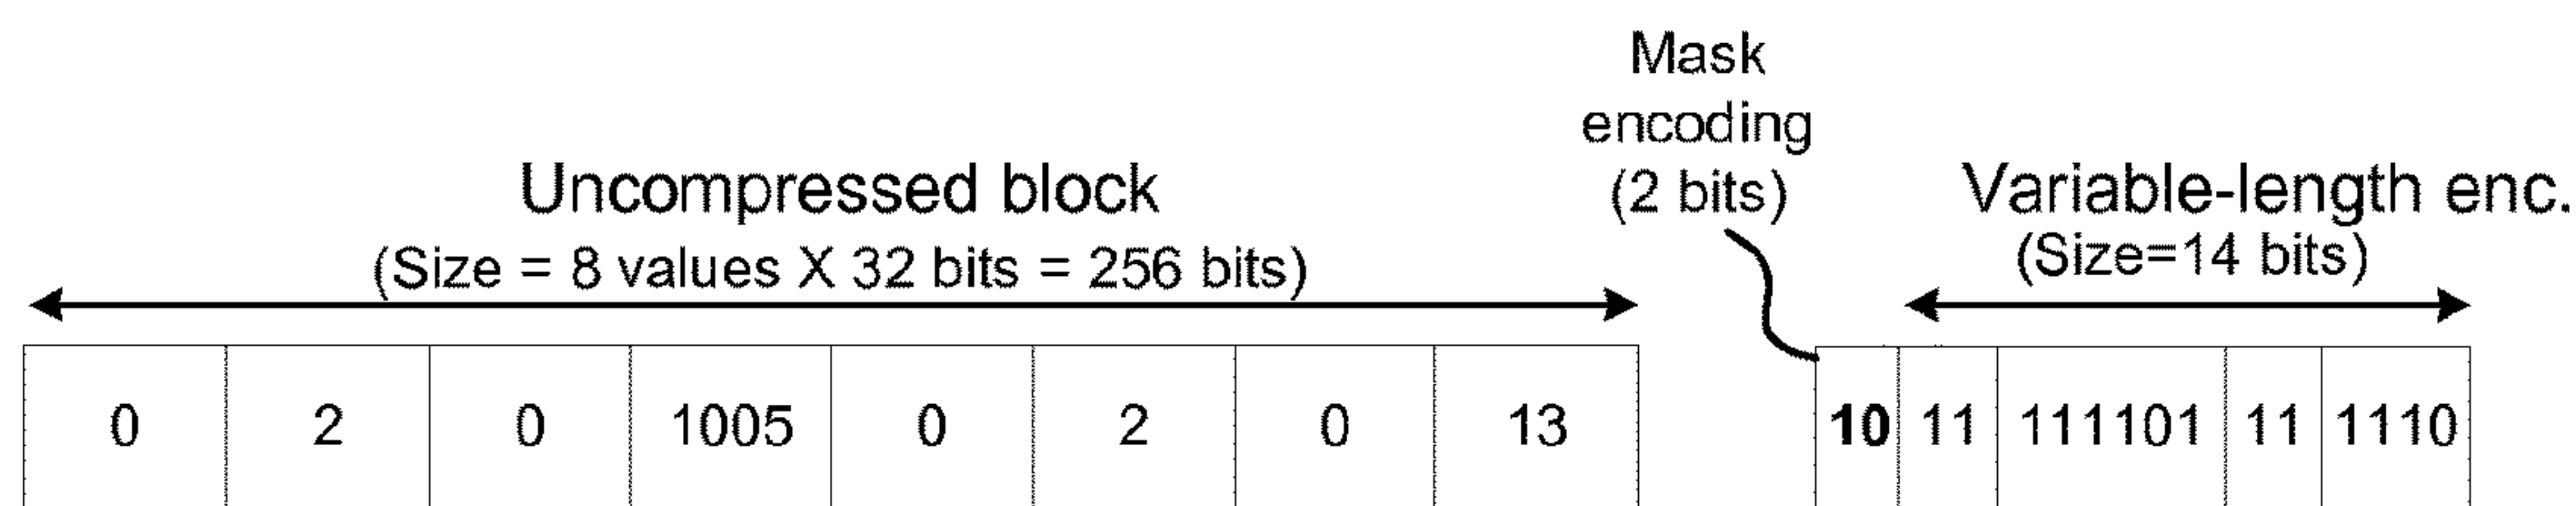 Mask
encoding
(2 bits)
Uncompressed block
(Size = 8 values X 32 bits = 256 bits)
Variable-length enc.
(Size=14 bits)
0 2 0 1005 0 2 0 13
10 11 111101 11 1110